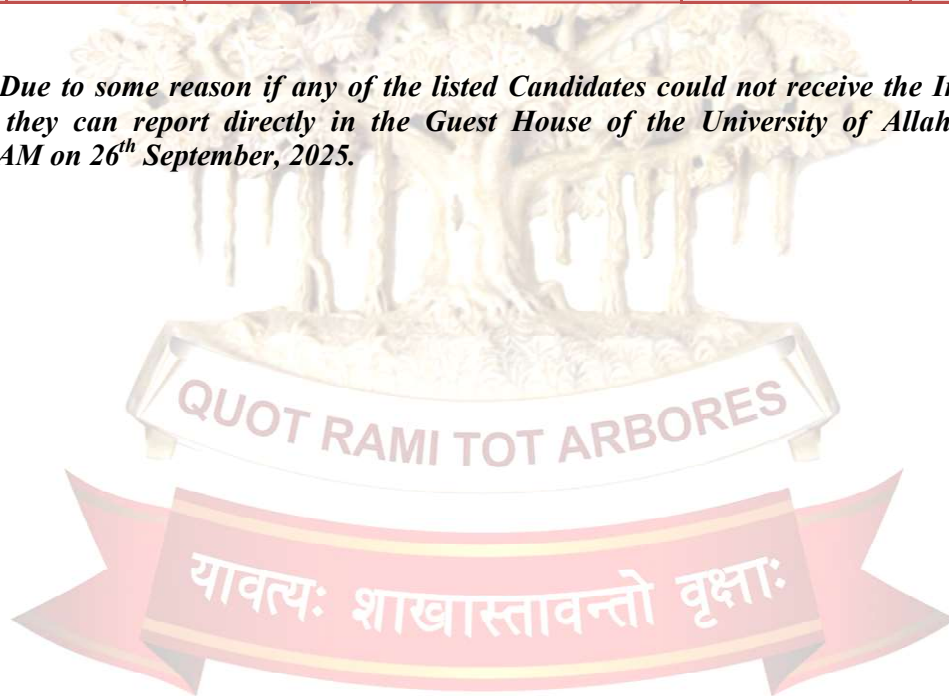 Due to some reason if any of the listed Candidates could not receive the
they can report directly in the Guest House of the University of
AM on 26th September, 2025.
QUOT RAMI TOT ARBORES
यावत्यः शाखास्तावन्तो वृक्षाः